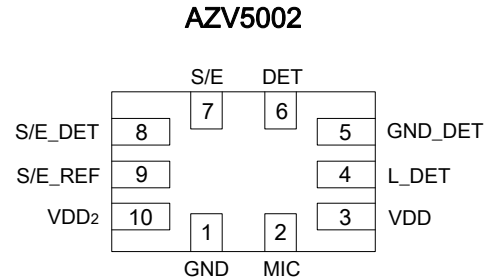 AZV5002
S/E DET
7 6
S/E_DET 8 5 GND_DET
S/E_REF 9 4 L_DET
VDD2 10 3 VDD
1 2
GND MIC